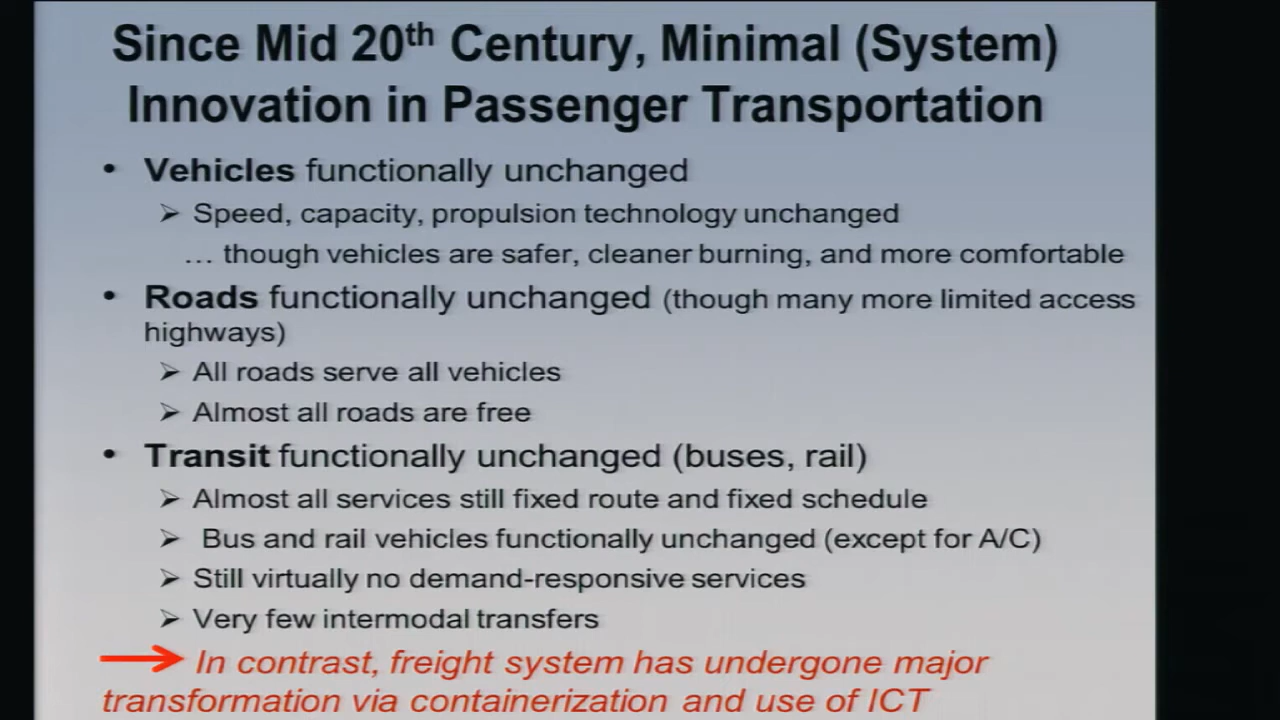 Since Mid 20th Century, Minimal (System)
Innovation in Passenger Transportation
• Vehicles functionally unchanged
➢ Speed, capacity, propulsion technology unchanged
… though vehicles are safer, cleaner burning, and more comfortable
• Roads functionally unchanged (though many more limited access
highways)
➢ All roads serve all vehicles
➢ Almost all roads are free
• Transit functionally unchanged (buses, rail)
➢ Almost all services still fixed route and fixed schedule
➢ Bus and rail vehicles functionally unchanged (except for A/C)
➢ Still virtually no demand-responsive services
➢ Very few intermodal transfers
In contrast, freight system has undergone major
transformation via containerization and use of ICT